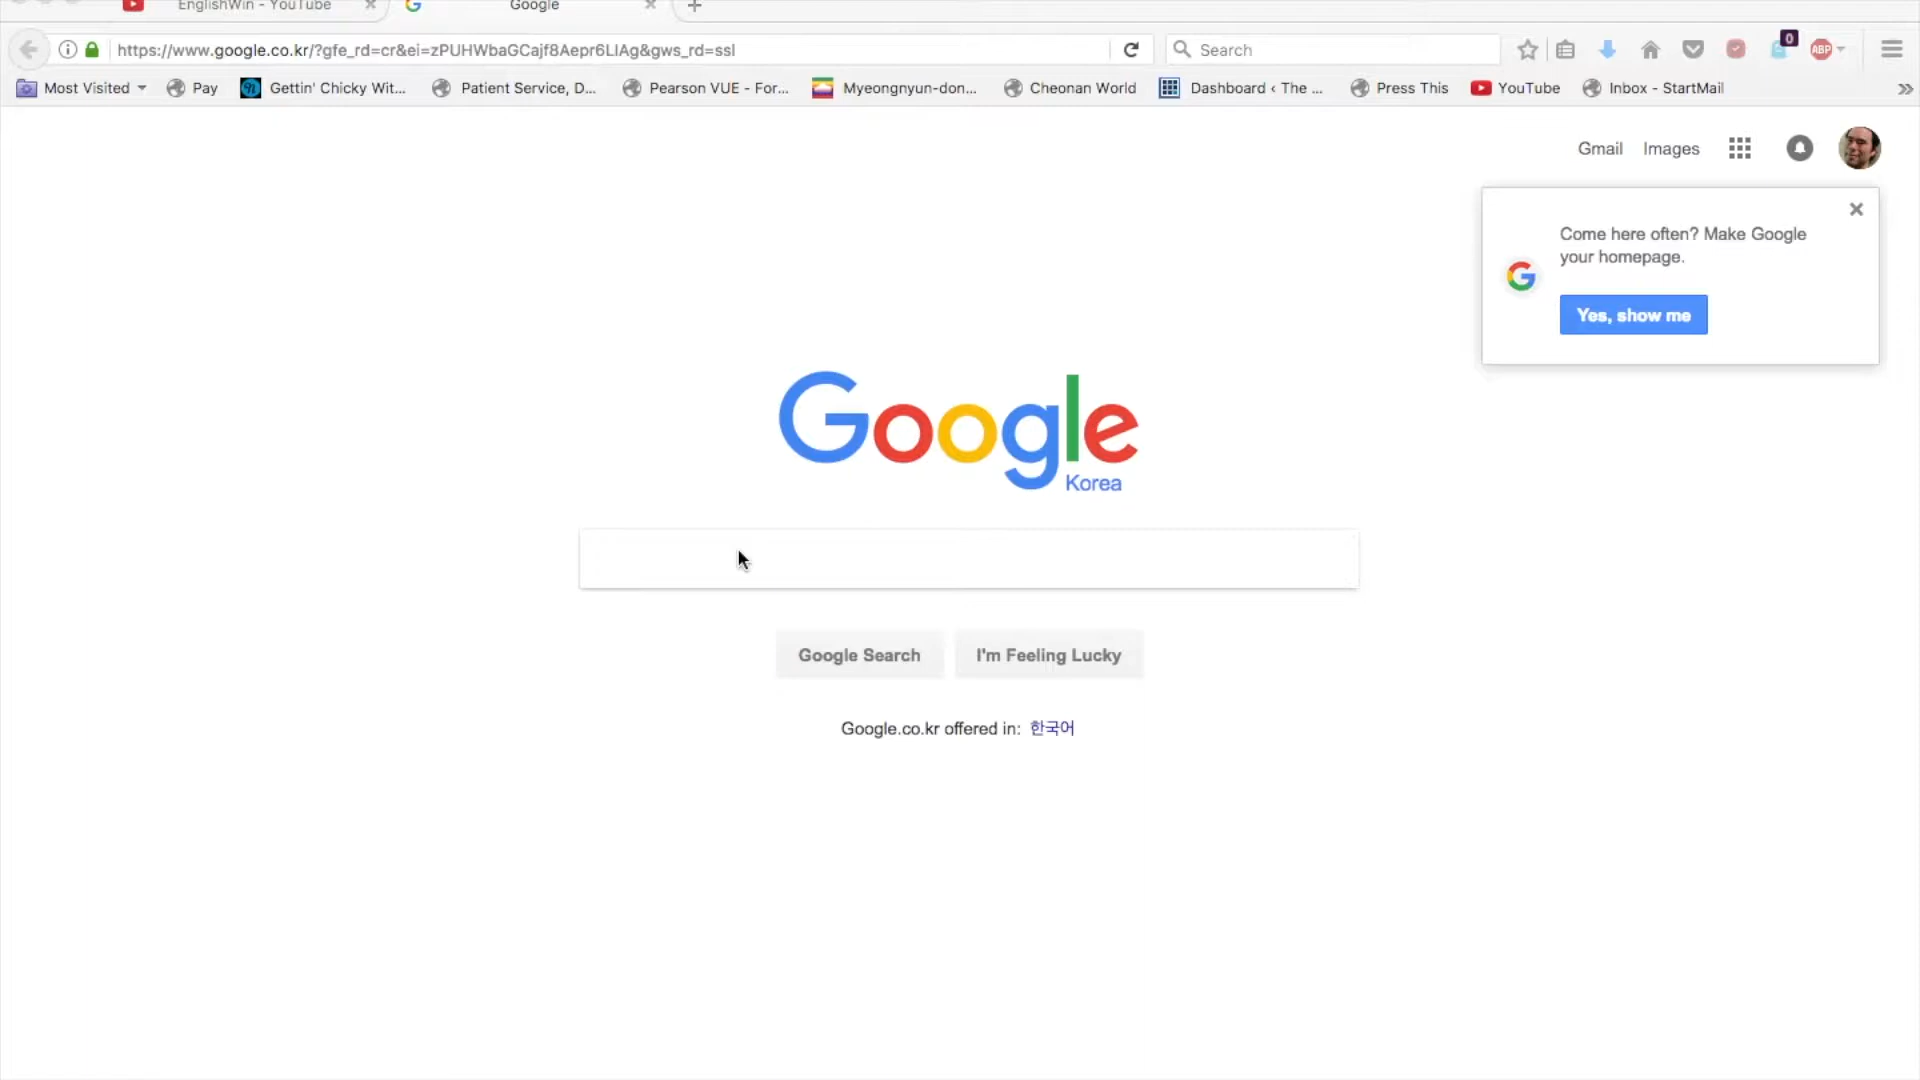 EnglishWin - YouTube
Google
https://www.google.co.kr/?gfe_rd=cr&ei=zPUHWbaGCajf8Aepr6LIAg&gws_rd=ssl
Search
0
ABP
Most Visited
Pay
Gettin' Chicky Wit...
Patient Service, D...
Pearson VUE - For...
Myeongnyun-don...
Cheonan World
Dashboard ‹ The ...
Press This
YouTube
Inbox - StartMail
Gmail
Images
Come here often? Make Google
your homepage.
Yes, show me
Google
Korea
Google Search
I'm Feeling Lucky
Google.co.kr offered in: 한국어